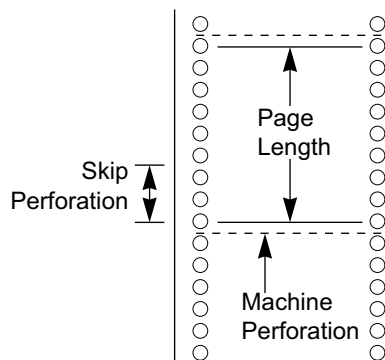 Page
Length
Skip
Perforation
Machine
Perforation